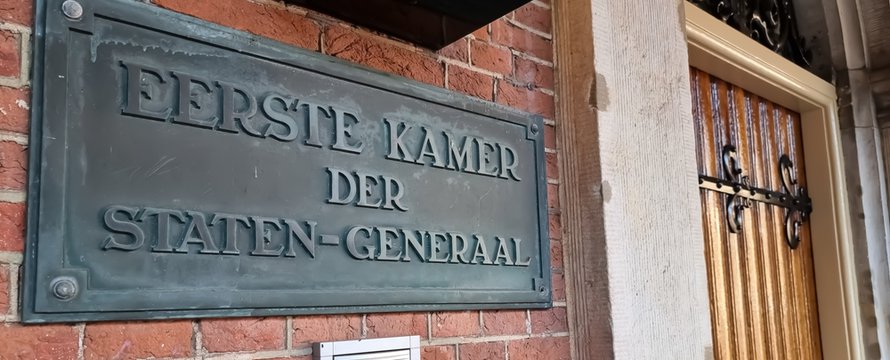 EERSTE KAMER
DER
STATEN-GENERAAL